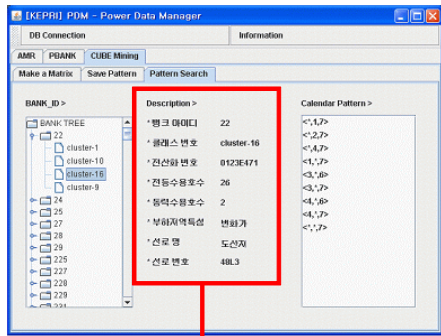 [KEPRI] PDM - Power Data Manager
DB Connection Information
AMR PBANK CUBE Mining
Make a Matrix Save Pattern Pattern Search
BANK_ID > Description > Calendar Pattern >
BANK TREE
22
cluster-1
cluster-10
cluster-16
cluster-9
24
25
27
28
29
225
227
228
229
231
*뱅크 아이디 22
*클래스 번호 cluster-16
*전산화 번호 0123E471
*전등수용호수 26
*동력수용호수 2
*부하지역특성 번화가
*선로 명 도산지
*선로 번호 48L3
<*,1,7>
<*,2,7>
<*,4,7>
<1,*,7>
<3,*,6>
<3,*,7>
<4,*,6>
<4,*,7>
<*,*,7>